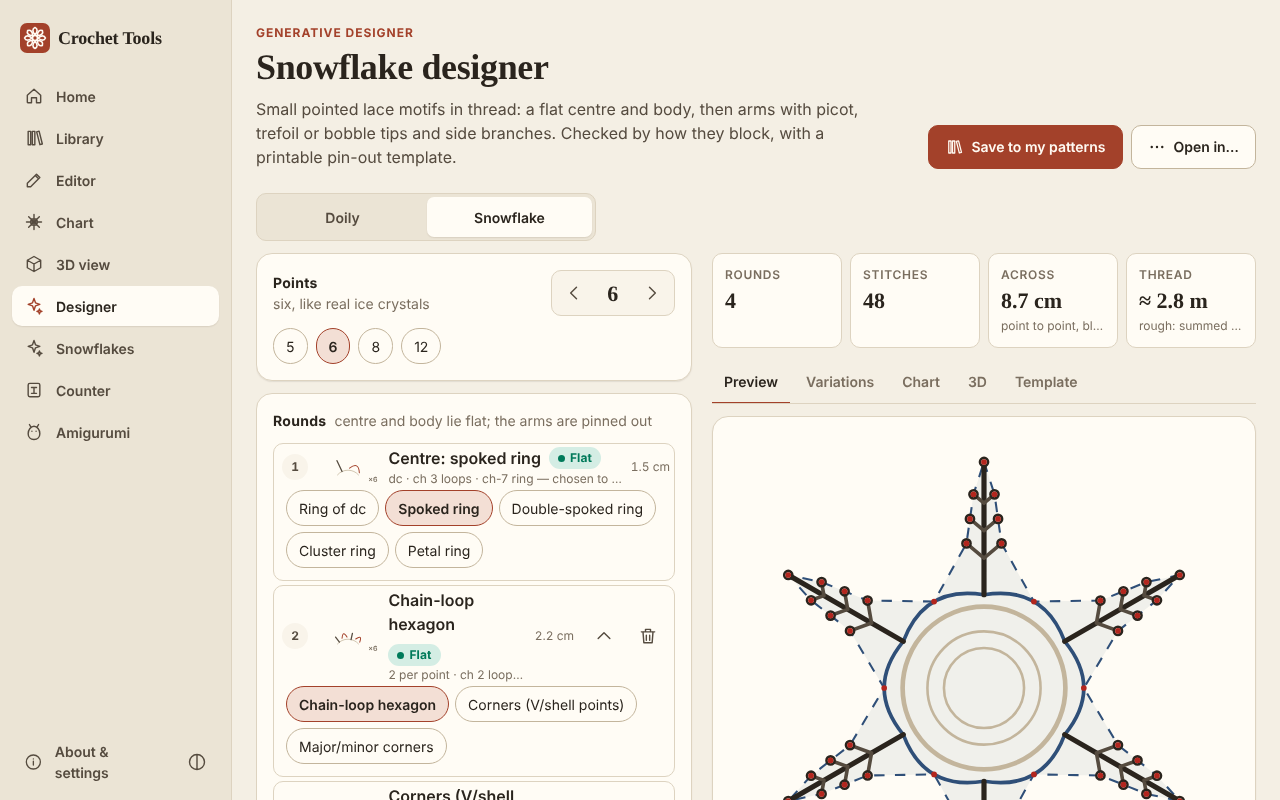 Crochet Tools
Home
Library
Editor
Chart
3D view
Designer
Snowflakes
Counter
Amigurumi
About &
settings
GENERATIVE DESIGNER
Snowflake designer
Small pointed lace motifs in thread: a flat centre and body, then arms with picot,
trefoil or bobble tips and side branches. Checked by how they block, with a
printable pin-out template.
Save to my patterns
Open in…
Doily
Snowflake
Points
six, like real ice crystals
6
5
6
8
12
Rounds centre and body lie flat; the arms are pinned out
1
×6
Centre: spoked ring
Flat
dc · ch 3 loops · ch-7 ring — chosen to …
1.5 cm
Ring of dc
Spoked ring
Double-spoked ring
Cluster ring
Petal ring
2
×6
Chain-loop
hexagon
Flat
2 per point · ch 2 loop…
2.2 cm
Chain-loop hexagon
Corners (V/shell points)
Major/minor corners
Corners (V/shell
ROUNDS
4
STITCHES
48
ACROSS
8.7 cm
point to point, bl…
THREAD
≈ 2.8 m
rough: summed …
Preview
Variations
Chart
3D
Template